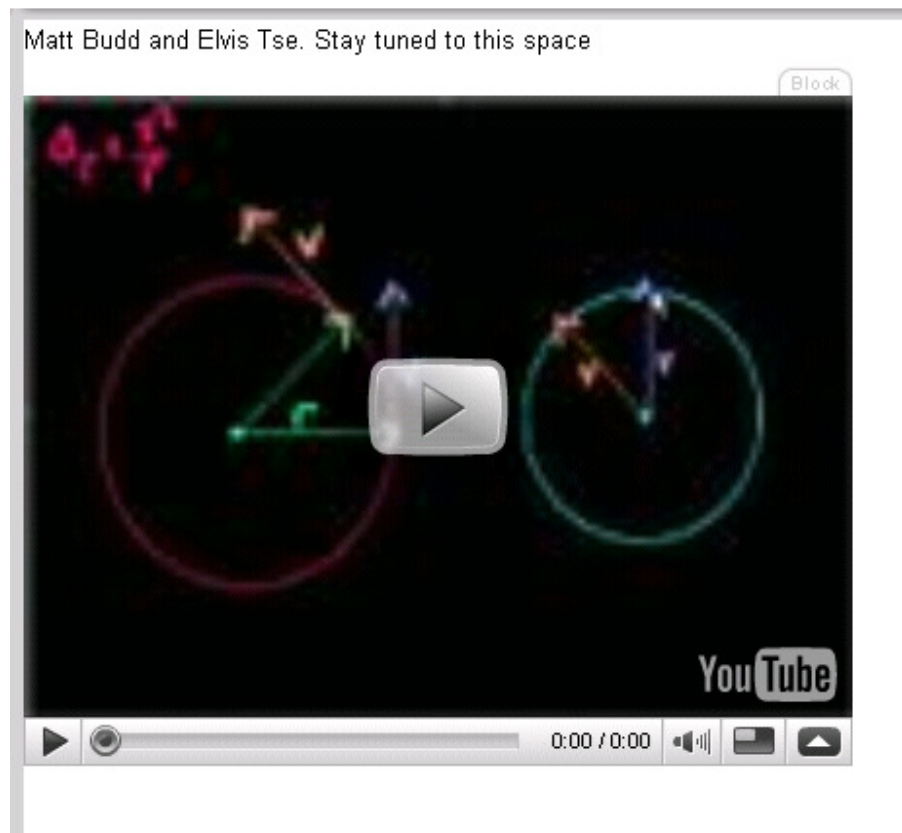 Matt Budd and Elvis Tse. Stay tuned to this space
Block
v
r
v
v
YouTube
0:00 / 0:00